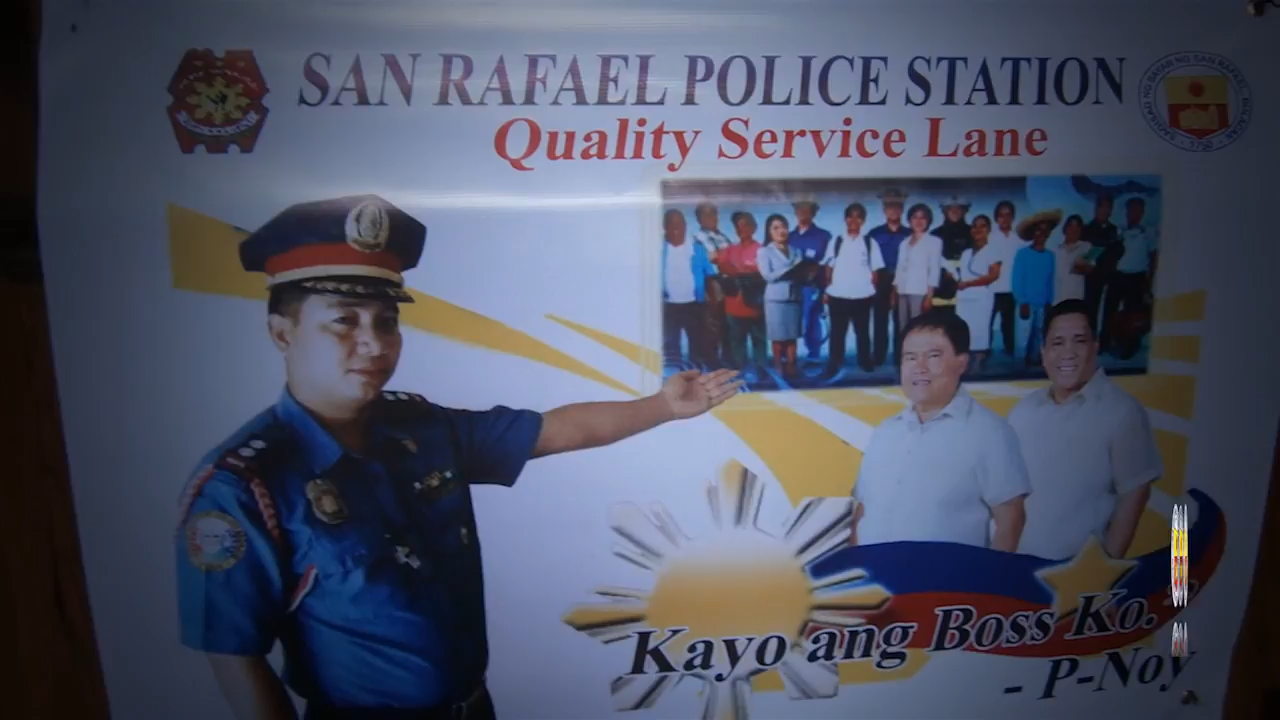 SAN RAFAEL POLICE STATION
Quality Service Lane
Kayo ang Boss Ko.
- P-Noy